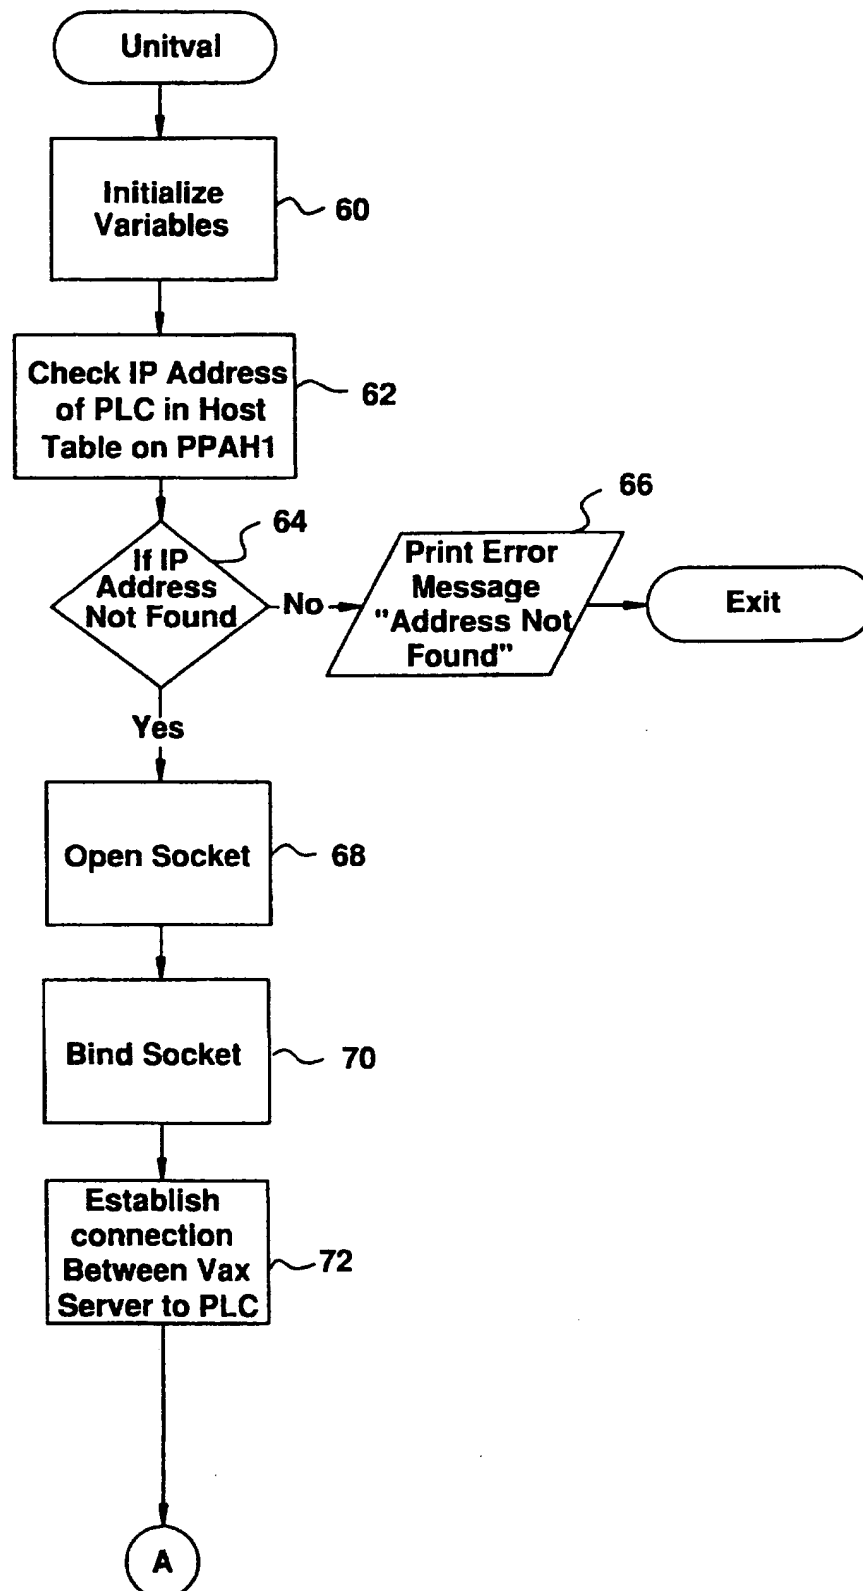 Unitval
Initialize
Variables
60
Check IP Address
of PLC in Host
Table on PPAH1
62
If IP
Address
Not Found
64
No
Print Error
Message
"Address Not
Found"
66
Exit
Yes
Open Socket
68
Bind Socket
70
Establish
connection
Between Vax
Server to PLC
72
A